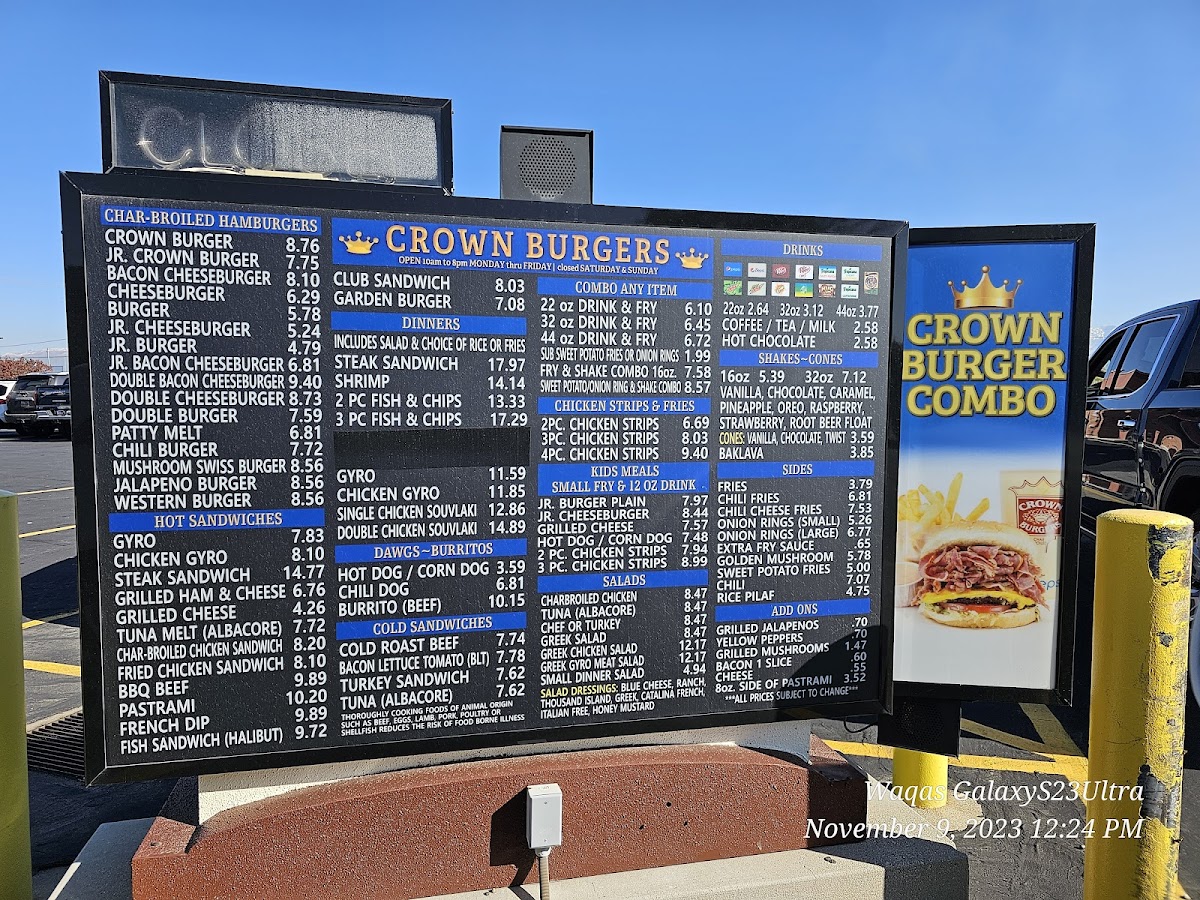 CLO
CHAR-BROILED HAMBURGERS
CROWN BURGER 8.76
JR. CROWN BURGER 7.75
BACON CHEESEBURGER 8.10
CHEESEBURGER 6.29
BURGER 5.78
JR. CHEESEBURGER 5.24
JR. BURGER 4.79
JR. BACON CHEESEBURGER 6.81
DOUBLE BACON CHEESEBURGER 9.40
DOUBLE CHEESEBURGER 8.73
DOUBLE BURGER 7.59
PATTY MELT 6.81
CHILI BURGER 7.72
MUSHROOM SWISS BURGER 8.56
JALAPENO BURGER 8.56
WESTERN BURGER 8.56
HOT SANDWICHES
GYRO 7.83
CHICKEN GYRO 8.10
STEAK SANDWICH 14.77
GRILLED HAM & CHEESE 6.76
GRILLED CHEESE 4.26
TUNA MELT (ALBACORE) 7.72
CHAR-BROILED CHICKEN SANDWICH 8.20
FRIED CHICKEN SANDWICH 8.10
BBQ BEEF 9.89
PASTRAMI 10.20
FRENCH DIP 9.89
FISH SANDWICH (HALIBUT) 9.72
CROWN BURGERS
OPEN 10am to 8pm MONDAY thru FRIDAY | closed SATURDAY & SUNDAY
CLUB SANDWICH 8.03
GARDEN BURGER 7.08
DINNERS
INCLUDES SALAD & CHOICE OF RICE OR FRIES
STEAK SANDWICH 17.97
SHRIMP 14.14
2 PC FISH & CHIPS 13.33
3 PC FISH & CHIPS 17.29
GYRO 11.59
CHICKEN GYRO 11.85
SINGLE CHICKEN SOUVLAKI 12.86
DOUBLE CHICKEN SOUVLAKI 14.89
DAWGS~BURRITOS
HOT DOG / CORN DOG 3.59
CHILI DOG 6.81
BURRITO (BEEF) 10.15
COLD SANDWICHES
COLD ROAST BEEF 7.74
BACON LETTUCE TOMATO (BLT) 7.78
TURKEY SANDWICH 7.62
TUNA (ALBACORE) 7.62
THOROUGHLY COOKING FOODS OF ANIMAL ORIGIN
SUCH AS BEEF, EGGS, LAMB, PORK, POULTRY OR
SHELLFISH REDUCES THE RISK OF FOOD BORNE ILLNESS
COMBO ANY ITEM
22 oz DRINK & FRY 6.10
32 oz DRINK & FRY 6.45
44 oz DRINK & FRY 6.72
SUB SWEET POTATO FRIES OR ONION RINGS 1.99
FRY & SHAKE COMBO 16oz. 7.58
SWEET POTATO/ONION RING & SHAKE COMBO 8.57
CHICKEN STRIPS & FRIES
2PC. CHICKEN STRIPS 6.69
3PC. CHICKEN STRIPS 8.03
4PC. CHICKEN STRIPS 9.40
KIDS MEALS
SMALL FRY & 12 OZ DRINK
JR. BURGER PLAIN 7.97
JR. CHEESEBURGER 8.44
GRILLED CHEESE 7.57
HOT DOG / CORN DOG 7.48
2 PC. CHICKEN STRIPS 7.94
3 PC. CHICKEN STRIPS 8.99
SALADS
CHARBROILED CHICKEN 8.47
TUNA (ALBACORE) 8.47
CHEF OR TURKEY 8.47
GREEK SALAD 8.47
GREEK CHICKEN SALAD 12.17
GREEK GYRO MEAT SALAD 12.17
SMALL DINNER SALAD 4.94
SALAD DRESSINGS: BLUE CHEESE, RANCH,
THOUSAND ISLAND, GREEK, CATALINA FRENCH,
ITALIAN FREE, HONEY MUSTARD
DRINKS
22oz 2.64 32oz 3.12 44oz 3.77
COFFEE / TEA / MILK 2.58
HOT CHOCOLATE 2.58
SHAKES~CONES
16oz 5.39 32oz 7.12
VANILLA, CHOCOLATE, CARAMEL,
PINEAPPLE, OREO, RASPBERRY,
STRAWBERRY, ROOT BEER FLOAT
CONES: VANILLA, CHOCOLATE, TWIST 3.59
BAKLAVA 3.85
SIDES
FRIES 3.79
CHILI FRIES 6.81
CHILI CHEESE FRIES 7.53
ONION RINGS (SMALL) 5.26
ONION RINGS (LARGE) 6.77
EXTRA FRY SAUCE .65
GOLDEN MUSHROOM 5.78
SWEET POTATO FRIES 5.00
CHILI 7.07
RICE PILAF 4.75
ADD ONS
GRILLED JALAPENOS .70
YELLOW PEPPERS .70
GRILLED MUSHROOMS 1.47
BACON 1 SLICE .60
CHEESE .55
8oz. SIDE OF PASTRAMI 3.52
***ALL PRICES SUBJECT TO CHANGE***
CROWN
BURGER
COMBO
CROWN
BURGERS
Waqas GalaxyS23Ultra
November 9, 2023 12:24 PM